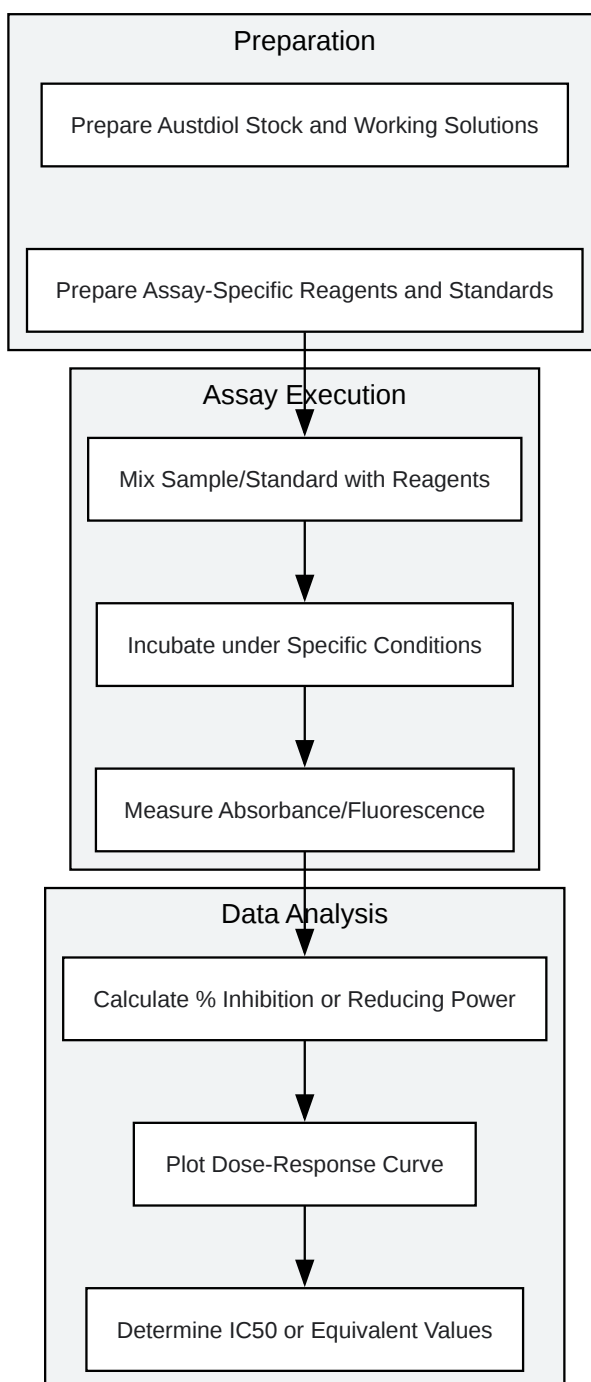 Preparation
Prepare Austdiol Stock and Working Solutions
Prepare Assay-Specific Reagents and Standards
Assay Execution
Mix Sample/Standard with Reagents
Incubate under Specific Conditions
Measure Absorbance/Fluorescence
Data Analysis
Calculate % Inhibition or Reducing Power
Plot Dose-Response Curve
Determine IC50 or Equivalent Values